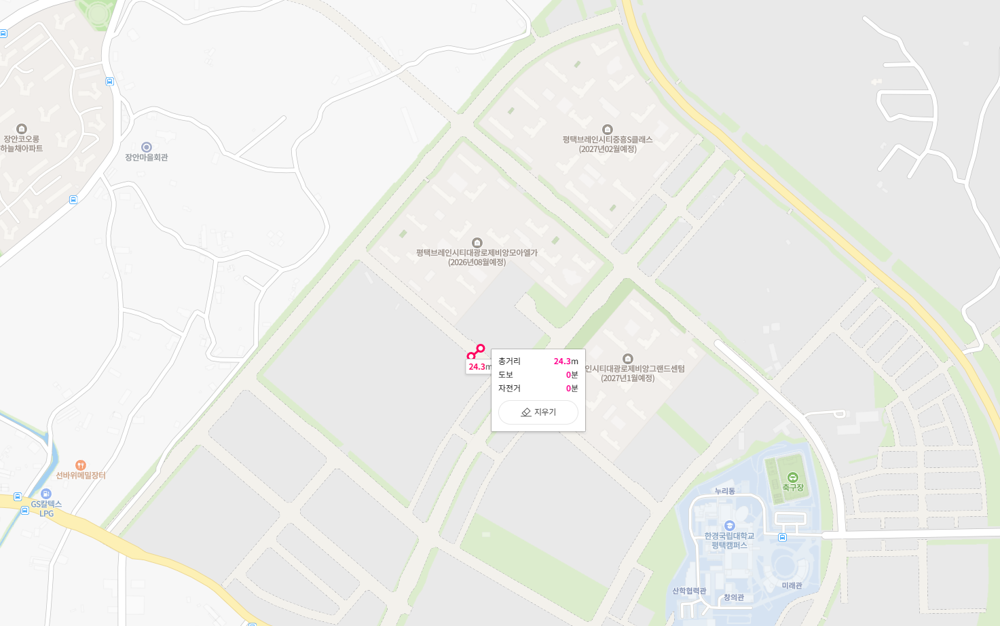 장안코오롱
하늘채아파트
장안마을회관
평택브레인시티중흥S클래스
(2027년02월예정)
평택브레인시티대광로제비앙모아엘가
(2026년08월예정)
24.3m
총거리 24.3m
도보 0분
자전거 0분
지우기
인시티대광로제비앙그랜드센텀
(2027년1월예정)
선바위메밀장터
GS칼텍스
LPG
누리동
축구장
한경국립대학교
평택캠퍼스
미래관
산학협력관
창의관